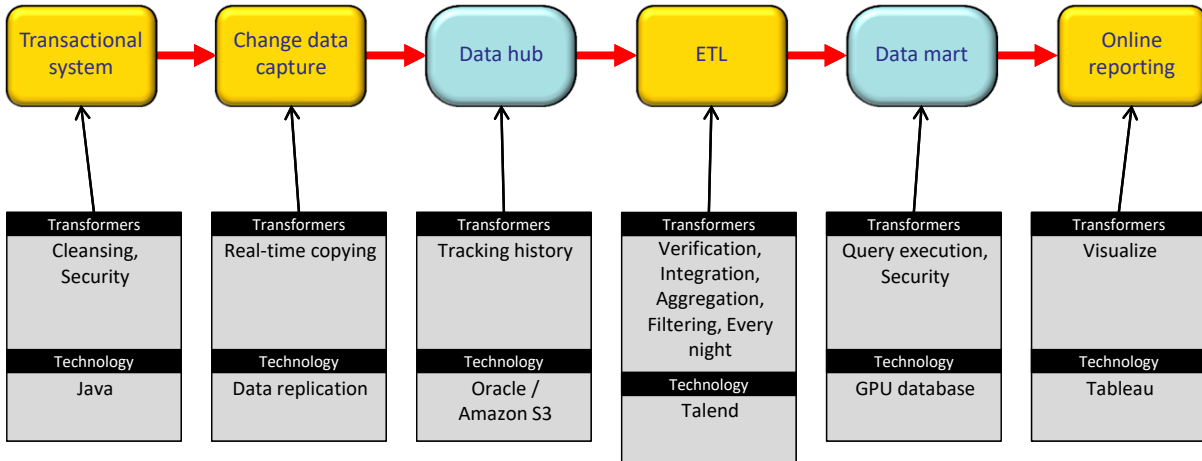 Transactional
system
Change data
capture
Data hub
ETL
Data mart
Online
reporting
Transformers
Cleansing,
Security
Technology
Java
Transformers
Real-time copying
Technology
Data replication
Transformers
Tracking history
Technology
Oracle /
Amazon S3
Transformers
Verification,
Integration,
Aggregation,
Filtering, Every
night
Technology
Talend
Transformers
Query execution,
Security
Technology
GPU database
Transformers
Visualize
Technology
Tableau